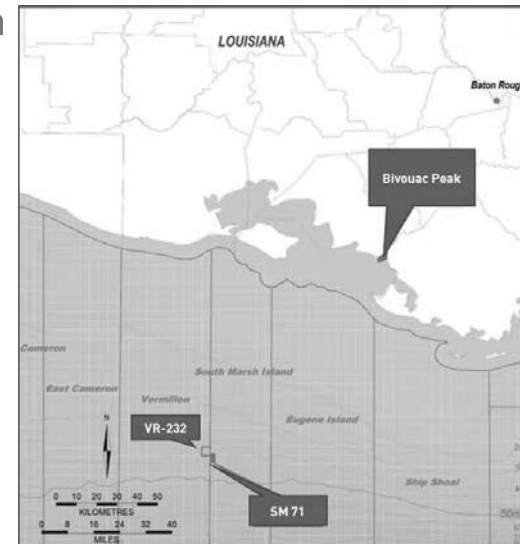 LOUISIANA
Baton Roug
Bivouac Peak
Cameron
South Marsh Island
East Cameron
Vermilion
Eugene Island
N
VR-232
Ship Shoal
SM 71
0 10 20 30 40 50
KILOMETRES
0 8 16 24 32 40
MILES
50m